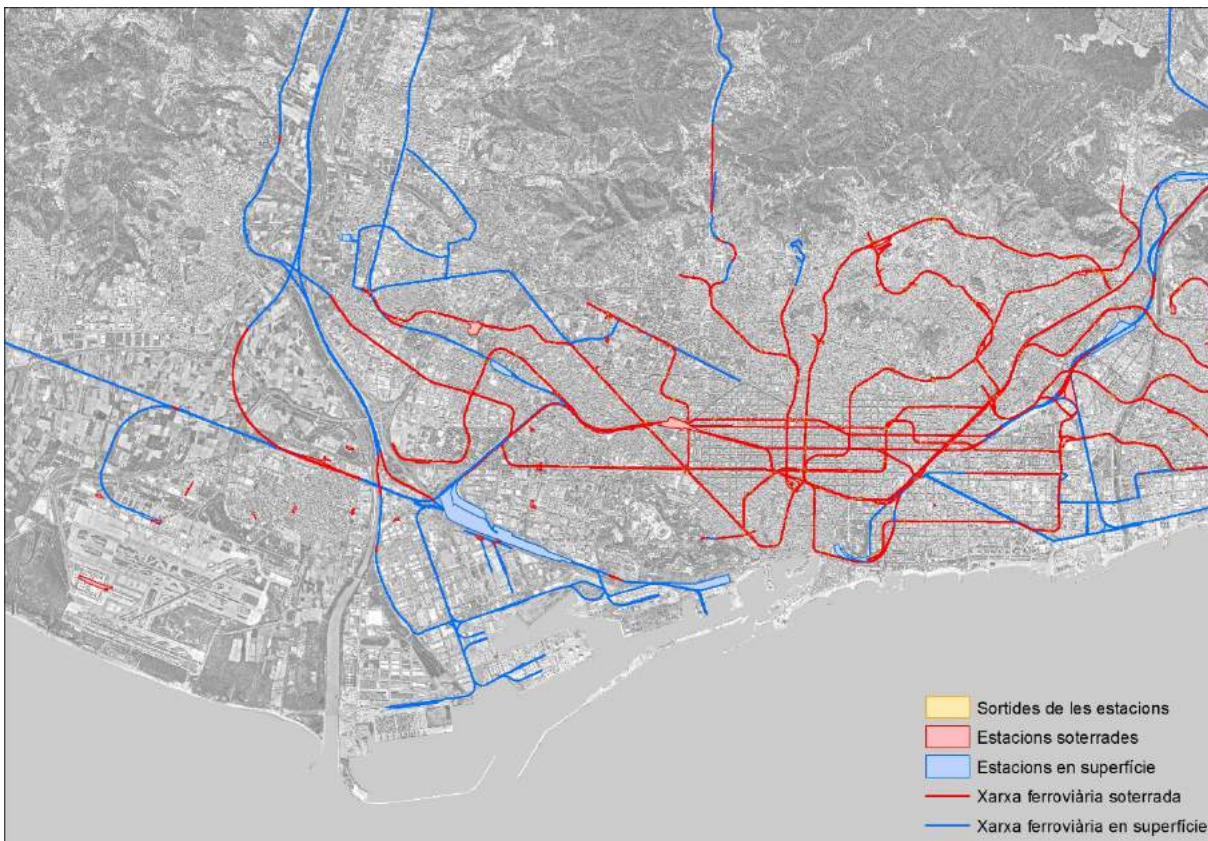 Sortides de les estacions
Estacions soterrades
Estacions en superfície
Xarxa ferroviària soterrada
Xarxa ferroviària en superfície